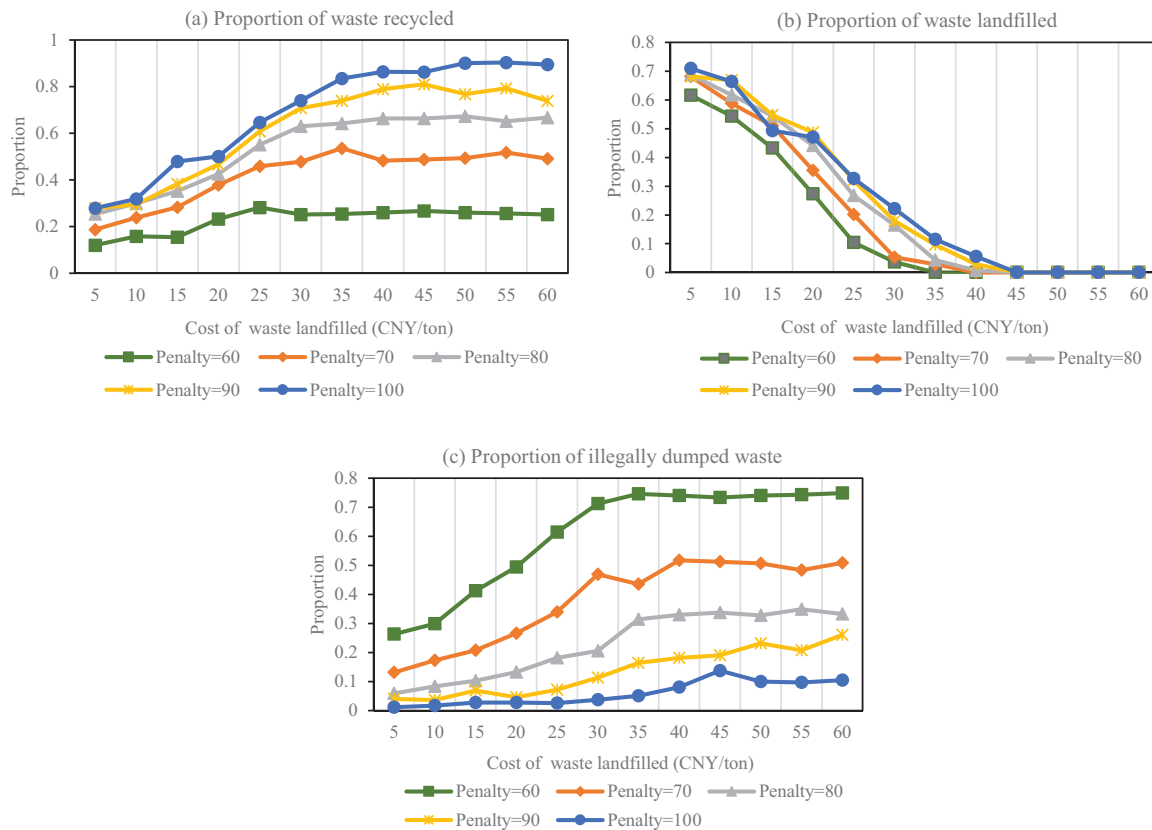 (a) Proportion of waste recycled
1
0.8
0.6
0.4
0.2
0
Proportion
5 10 15 20 25 30 35 40 45 50 55 60
Cost of waste landfilled (CNY/ton)
Penalty=60 Penalty=70 Penalty=80
Penalty=90 Penalty=100
(b) Proportion of waste landfilled
0.8
0.7
0.6
0.5
0.4
0.3
0.2
0.1
0
Proportion
5 10 15 20 25 30 35 40 45 50 55 60
Cost of waste landfilled (CNY/ton)
Penalty=60 Penalty=70 Penalty=80
Penalty=90 Penalty=100
(c) Proportion of illegally dumped waste
0.8
0.7
0.6
0.5
0.4
0.3
0.2
0.1
0
Proportion
5 10 15 20 25 30 35 40 45 50 55 60
Cost of waste landfilled (CNY/ton)
Penalty=60 Penalty=70 Penalty=80
Penalty=90 Penalty=100